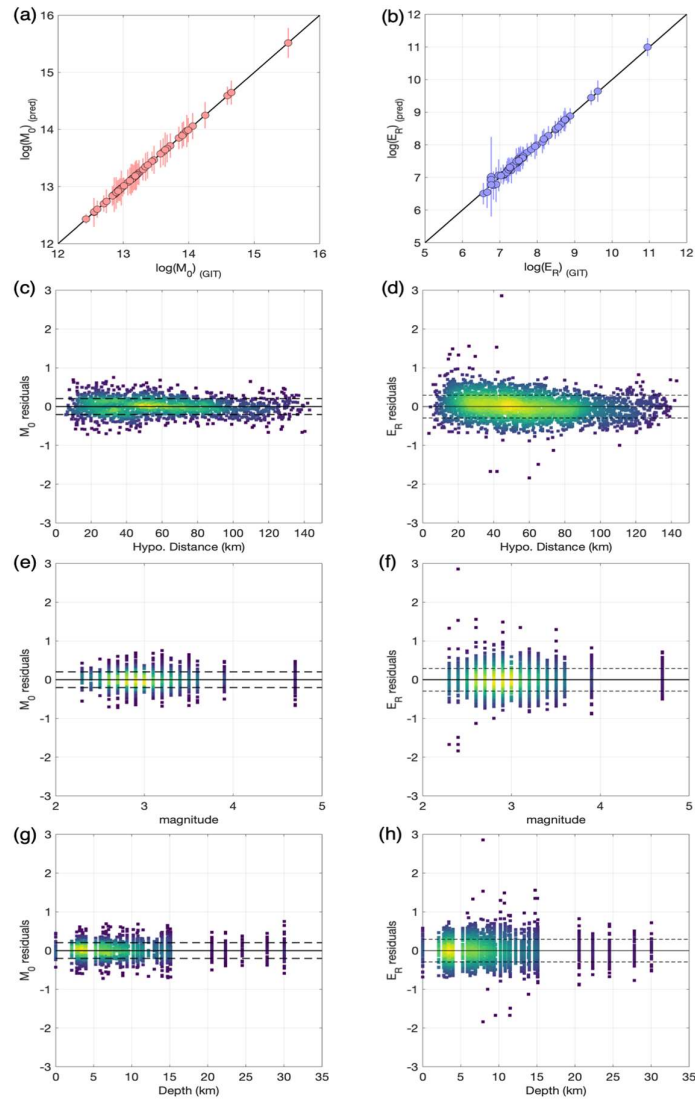 (a)
16
15
14
13
12
log(M0) (pred)
12 13 14 15 16
log(M0) (GIT)
(b)
12
11
10
9
8
7
6
5
log(ER) (pred)
5 6 7 8 9 10 11 12
log(ER) (GIT)
(c)
3
2
1
0
-1
-2
-3
M0 residuals
0 20 40 60 80 100 120 140
Hypo. Distance (km)
(d)
3
2
1
0
-1
-2
-3
ER residuals
0 20 40 60 80 100 120 140
Hypo. Distance (km)
(e)
3
2
1
0
-1
-2
-3
M0 residuals
2 3 4 5
magnitude
(f)
3
2
1
0
-1
-2
-3
ER residuals
2 3 4 5
magnitude
(g)
3
2
1
0
-1
-2
-3
M0 residuals
0 5 10 15 20 25 30 35
Depth (km)
(h)
3
2
1
0
-1
-2
-3
ER residuals
0 5 10 15 20 25 30 35
Depth (km)